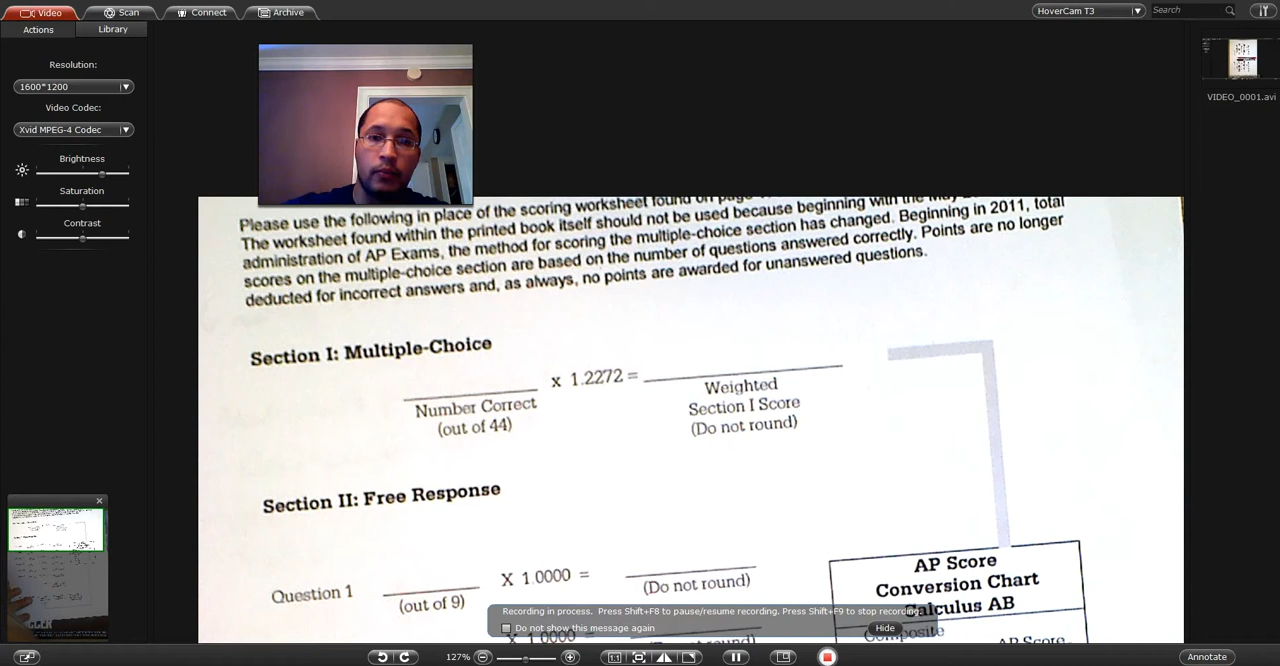 Video
Scan
Connect
Archive
HoverCam T3
Search
Actions
Library
Resolution:
1600*1200
Video Codec:
Xvid MPEG-4 Codec
Brightness
Saturation
Contrast
VIDEO_0001.avi
Please use the following in place of the scoring worksheet found on
The worksheet found within the printed book itself should not be used because beginning with the May
administration of AP Exams, the method for scoring the multiple-choice section has changed. Beginning in 2011, total
scores on the multiple-choice section are based on the number of questions answered correctly. Points are no longer
deducted for incorrect answers and, as always, no points are awarded for unanswered questions.
Section I: Multiple-Choice
x 1.2272 =
Number Correct
(out of 44)
Weighted
Section I Score
(Do not round)
Section II: Free Response
Question 1
(out of 9)
X 1.0000 =
(Do not round)
AP Score
Conversion Chart
Calculus AB
Composite
AP Score
X 1.0000 =
Recording in process. Press Shift+F8 to pause/resume recording. Press Shift+F9 to stop recording.
Do not show this message again
Hide
127%
1:1
Annotate